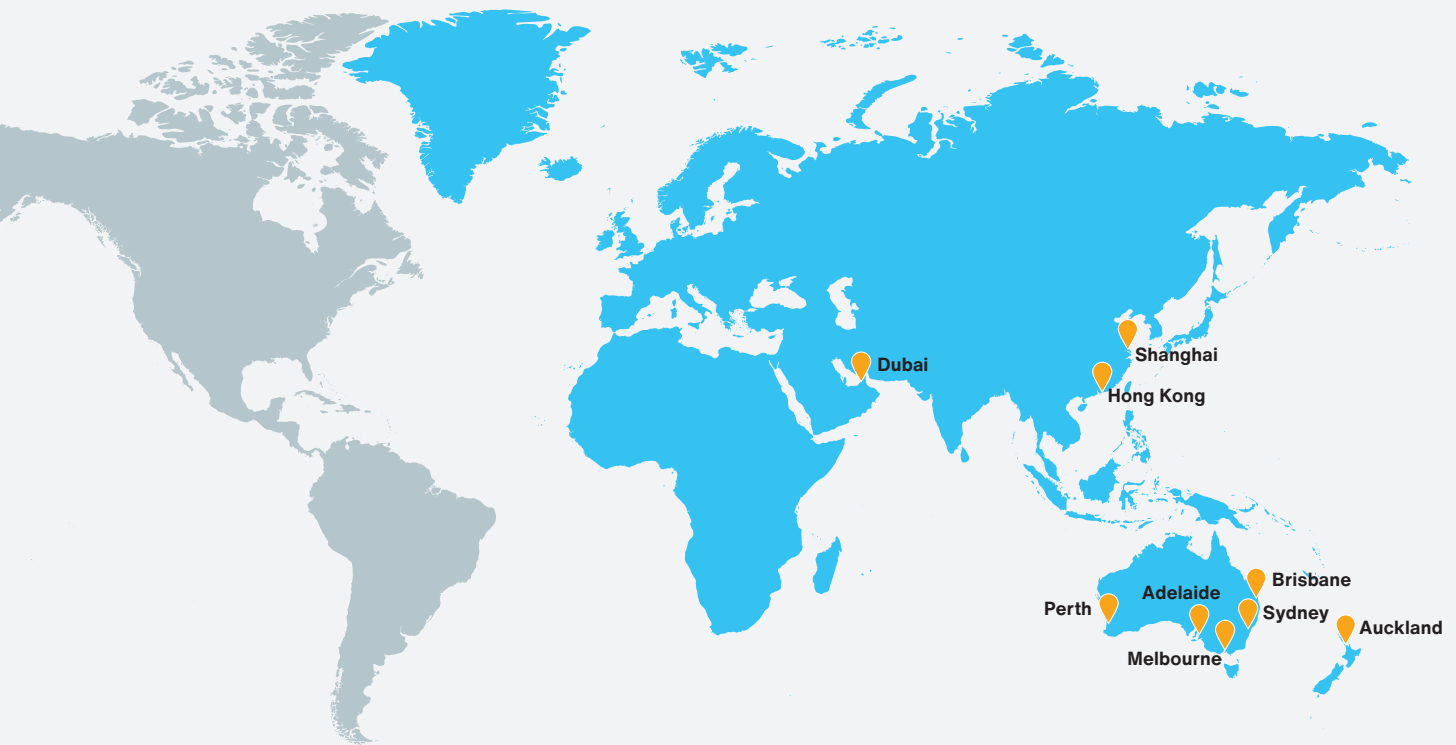 Shanghai
Dubai
Hong Kong
Brisbane
Adelaide
Perth
Sydney
Auckland
Melbourne